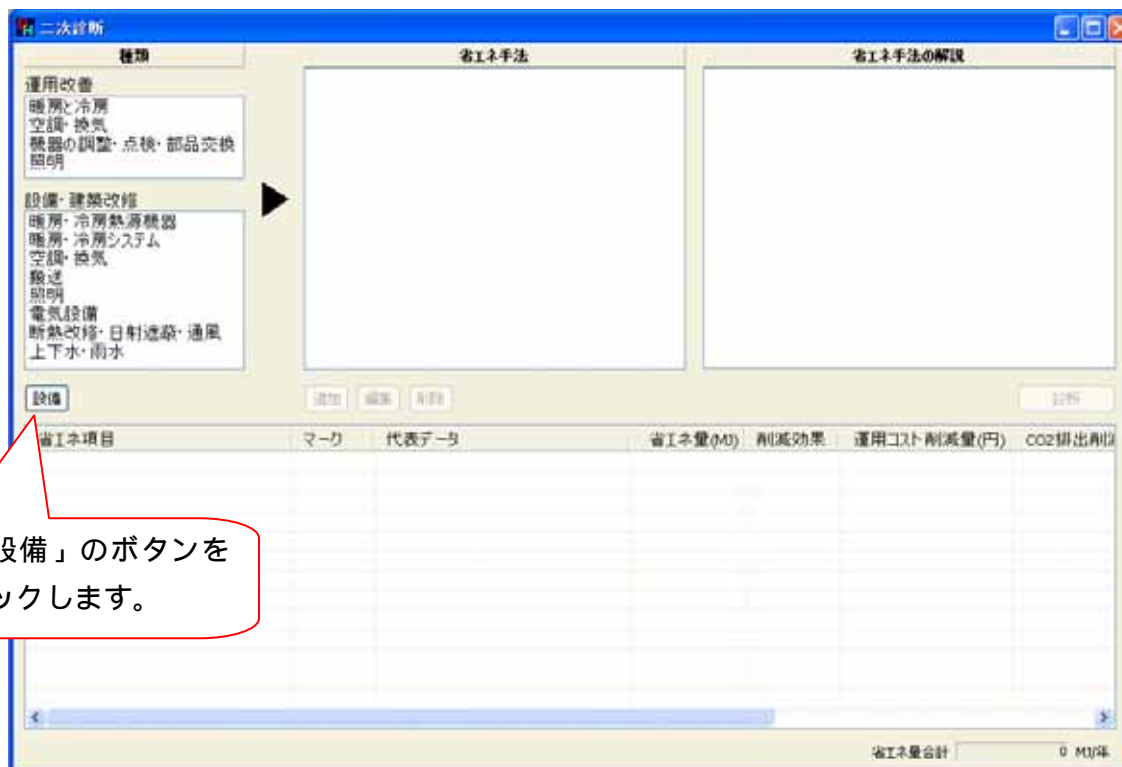 二次診断
種類
省エネ手法
省エネ手法の解説
運用改善
暖房と冷房
空調・換気
機器の調整・点検・部品交換
照明
設備・建築改修
暖房・冷房熱源機器
暖房・冷房システム
空調・換気
搬送
照明
電気設備
断熱改修・日射遮蔽・通風
上下水・雨水
設備
追加
編集
削除
診断
省エネ項目
マーク
代表データ
省エネ量(MJ)
削減効果
運用コスト削減量(円)
CO2排出削減
設備」のボタンを
ックします。
省エネ量合計
0 MJ/年